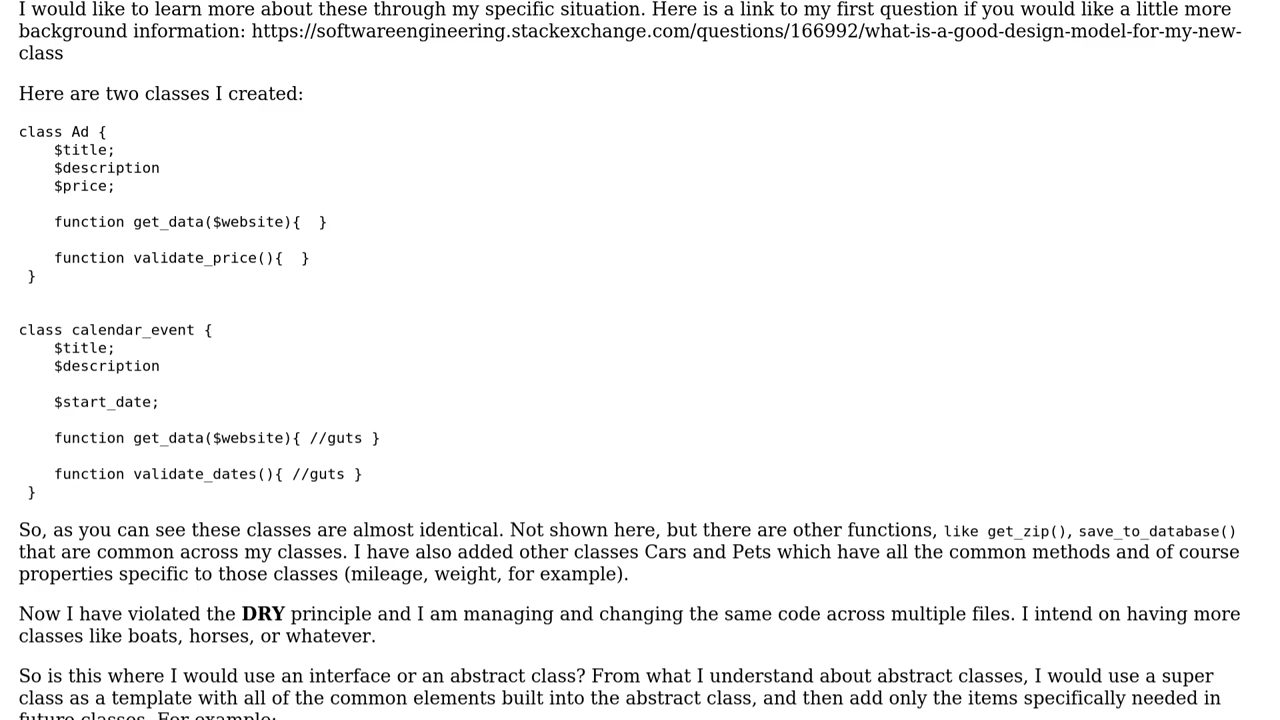 I would like to learn more about these through my specific situation. Here is a link to my first question if you would like a little more
background information: https://softwareengineering.stackexchange.com/questions/166992/what-is-a-good-design-model-for-my-new-
class
Here are two classes I created:
class Ad {
    $title;
    $description
    $price;
    function get_data($website){  }
    function validate_price(){  }
 }
class calendar_event {
    $title;
    $description
    $start_date;
    function get_data($website){ //guts }
    function validate_dates(){ //guts }
 }
So, as you can see these classes are almost identical. Not shown here, but there are other functions, like get_zip(), save_to_database()
that are common across my classes. I have also added other classes Cars and Pets which have all the common methods and of course
properties specific to those classes (mileage, weight, for example).
Now I have violated the DRY principle and I am managing and changing the same code across multiple files. I intend on having more
classes like boats, horses, or whatever.
So is this where I would use an interface or an abstract class? From what I understand about abstract classes, I would use a super
class as a template with all of the common elements built into the abstract class, and then add only the items specifically needed in
future classes. For example: